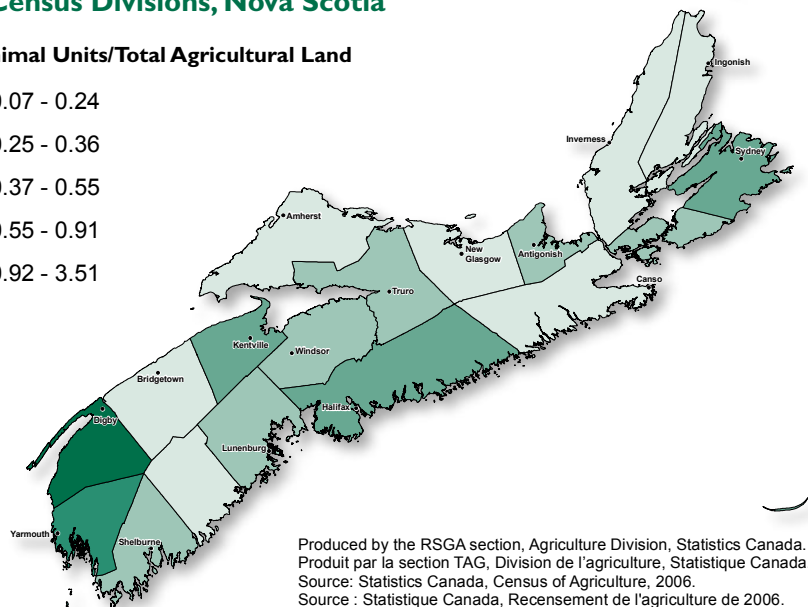 ensus Divisions, Nova Scotia
imal Units/Total Agricultural Land
0.07 - 0.24
0.25 - 0.36
0.37 - 0.55
0.55 - 0.91
0.92 - 3.51
Ingonish
Inverness
Sydney
Amherst
New
Glasgow
Antigonish
Canso
Truro
Kentville
Windsor
Bridgetown
Halifax
Digby
Lunenburg
Yarmouth
Shelburne
Produced by the RSGA section, Agriculture Division, Statistics Canada.
Produit par la section TAG, Division de l'agriculture, Statistique Canada
Source: Statistics Canada, Census of Agriculture, 2006.
Source : Statistique Canada, Recensement de l'agriculture de 2006.